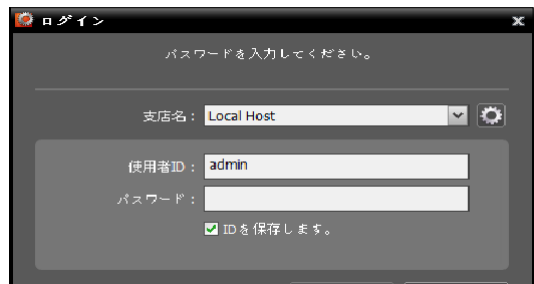 ログイン
パスワードを入力してください。
支店名： Local Host
使用者ID： admin
パスワード：
IDを保存します。